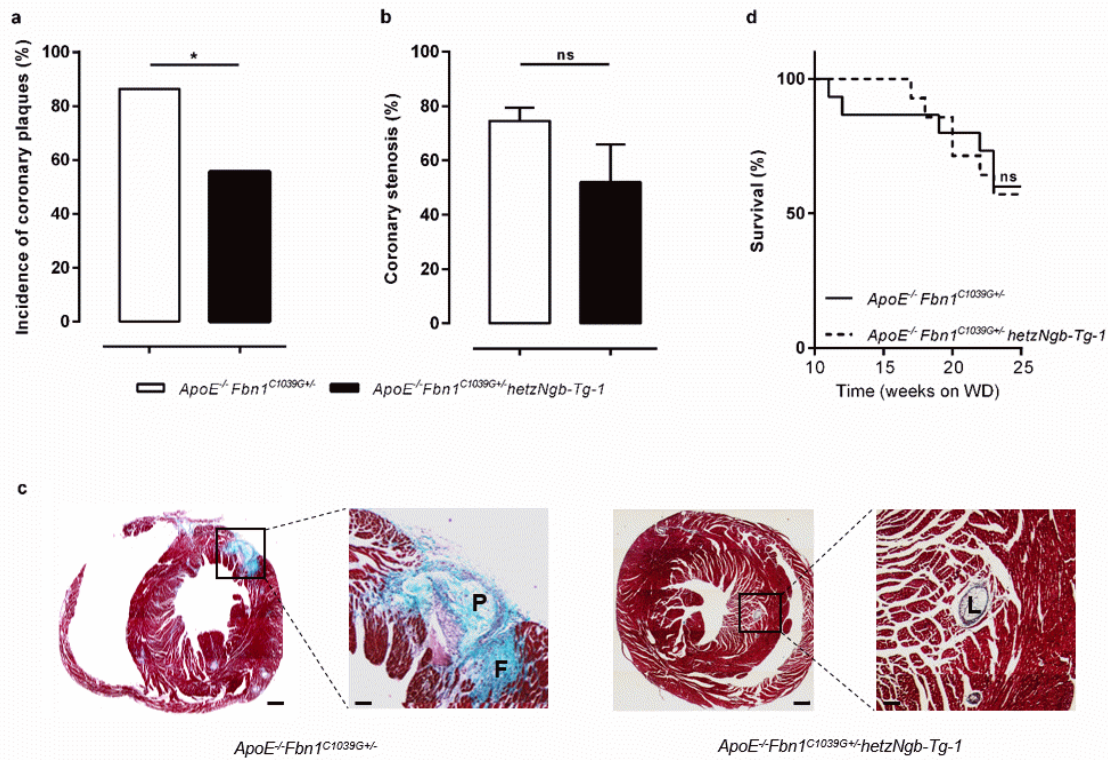 a
Incidence of coronary plaques (%)
100
80
60
40
20
0
*
b
Coronary stenosis (%)
100
80
60
40
20
0
ns
ApoE-/- Fbn1C1039G+/-
ApoE-/-Fbn1C1039G+/-hetzNgb-Tg-1
d
Survival (%)
100
50
0
ns
ApoE-/- Fbn1C1039G+/-
ApoE-/- Fbn1C1039G+/- hetzNgb-Tg-1
10 15 20 25
Time (weeks on WD)
c
P
F
L
ApoE-/-Fbn1C1039G+/-
ApoE-/-Fbn1C1039G+/-hetzNgb-Tg-1